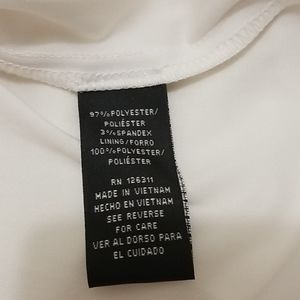 97%POLYESTER/
POLIÉSTER
3%SPANDEX
LINING/FORRO
100%POLYESTER/
POLIÉSTER
RN 126311
MADE IN VIETNAM
HECHO EN VIETNAM
SEE REVERSE
FOR CARE
VER AL DORSO PARA
EL CUIDADO